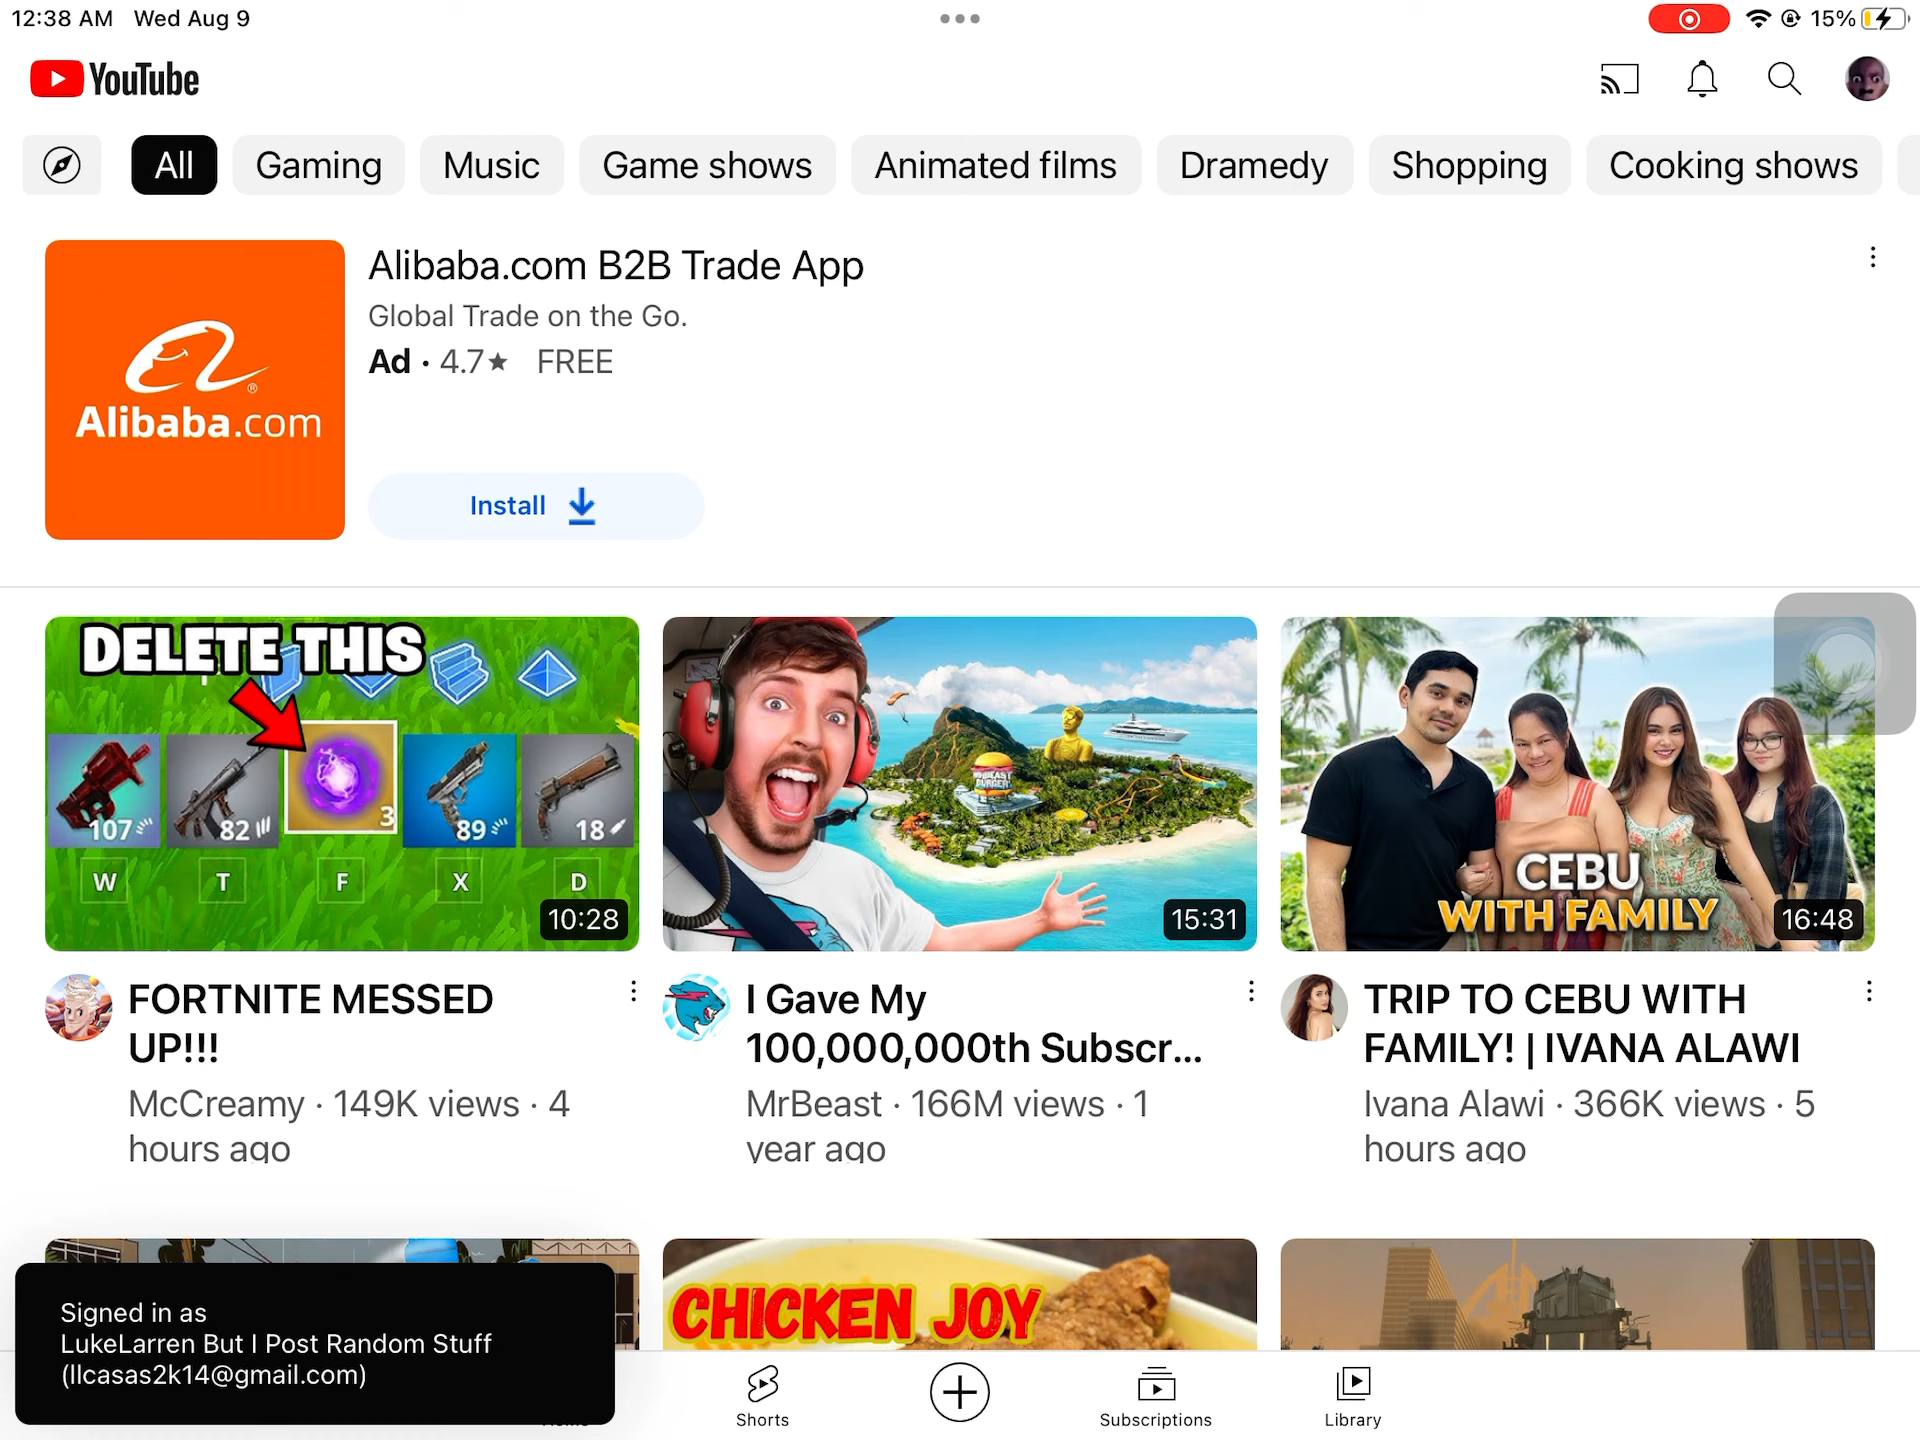 12:38 AM Wed Aug 9
15%
YouTube
All
Gaming
Music
Game shows
Animated films
Dramedy
Shopping
Cooking shows
Alibaba.com
Alibaba.com B2B Trade App
Global Trade on the Go.
Ad · 4.7★ FREE
Install
DELETE THIS
107
82
3
89
18
W
T
F
X
D
10:28
FORTNITE MESSED
UP!!!
McCreamy · 149K views · 4
hours ago
BURGER
15:31
I Gave My
100,000,000th Subscr...
MrBeast · 166M views · 1
year ago
CEBU
WITH FAMILY
16:48
TRIP TO CEBU WITH
FAMILY! | IVANA ALAWI
Ivana Alawi · 366K views · 5
hours ago
CHICKEN JOY
Signed in as
LukeLarren But I Post Random Stuff
(llcasas2k14@gmail.com)
Shorts
Subscriptions
Library